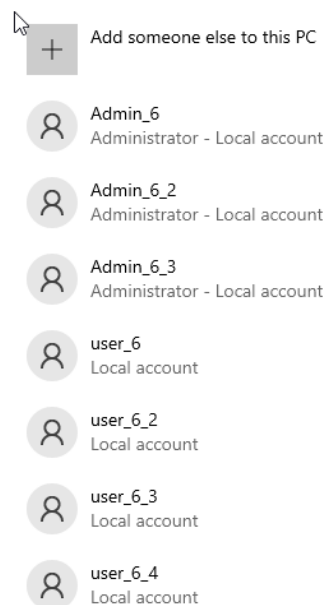 Add someone else to this PC
Admin_6
Administrator - Local account
Admin_6_2
Administrator - Local account
Admin_6_3
Administrator - Local account
user_6
Local account
user_6_2
Local account
user_6_3
Local account
user_6_4
Local account